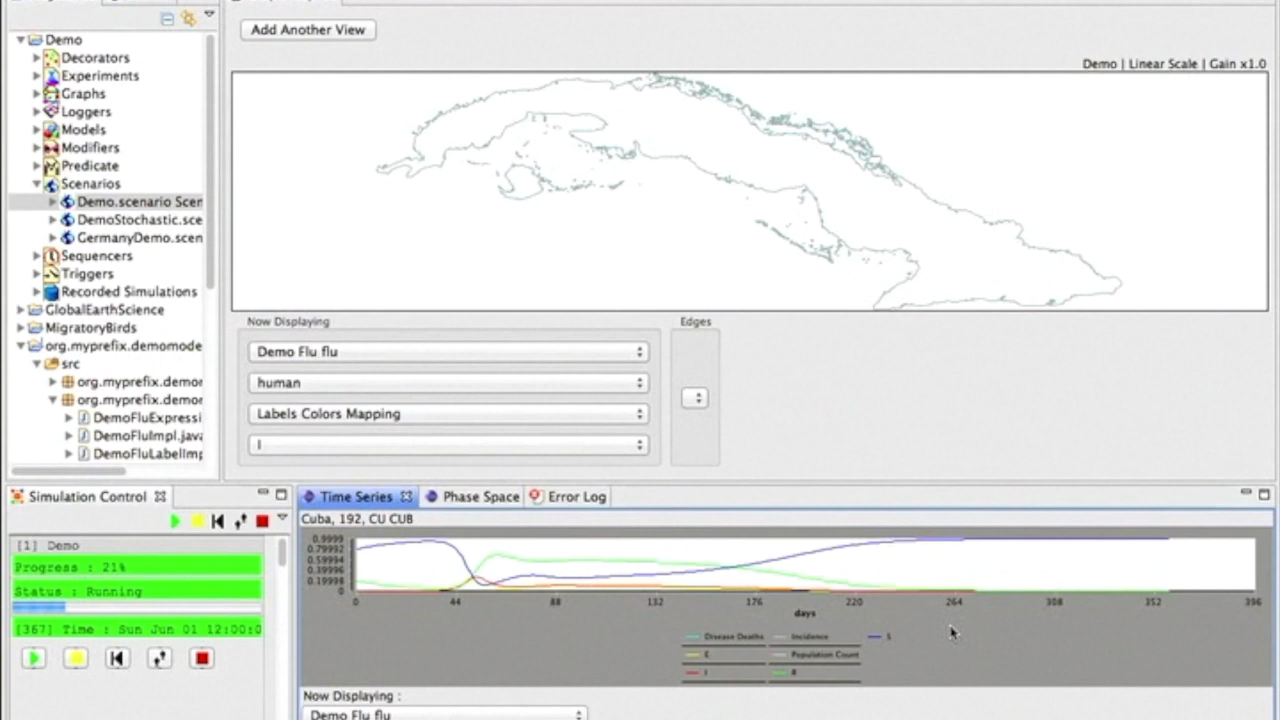 Add Another View
Demo | Linear Scale | Gain x1.0
Demo
Decorators
Experiments
Graphs
Loggers
Models
Modifiers
Predicate
Scenarios
Demo.scenario Scen
DemoStochastic.sce
GermanyDemo.scen
Sequencers
Triggers
Recorded Simulations
GlobalEarthScience
MigratoryBirds
org.myprefix.demomode
src
org.myprefix.demor
org.myprefix.demor
DemoFluExpressi
DemoFluImpl.java
DemoFluLabelImp
Now Displaying
Edges
Demo Flu flu
human
Labels Colors Mapping
I
Simulation Control
[1] Demo
Progress : 21%
Status : Running
[367] Time : Sun Jun 01 12:00:0
Time Series
Phase Space
Error Log
Cuba, 192, CU CUB
0.9999
0.79992
0.59994
0.39996
0.19998
0
0 44 88 132 176 220 264 308 352 396
days
Disease Deaths Incidence S
E Population Count
I R
Now Displaying :
Demo Flu flu